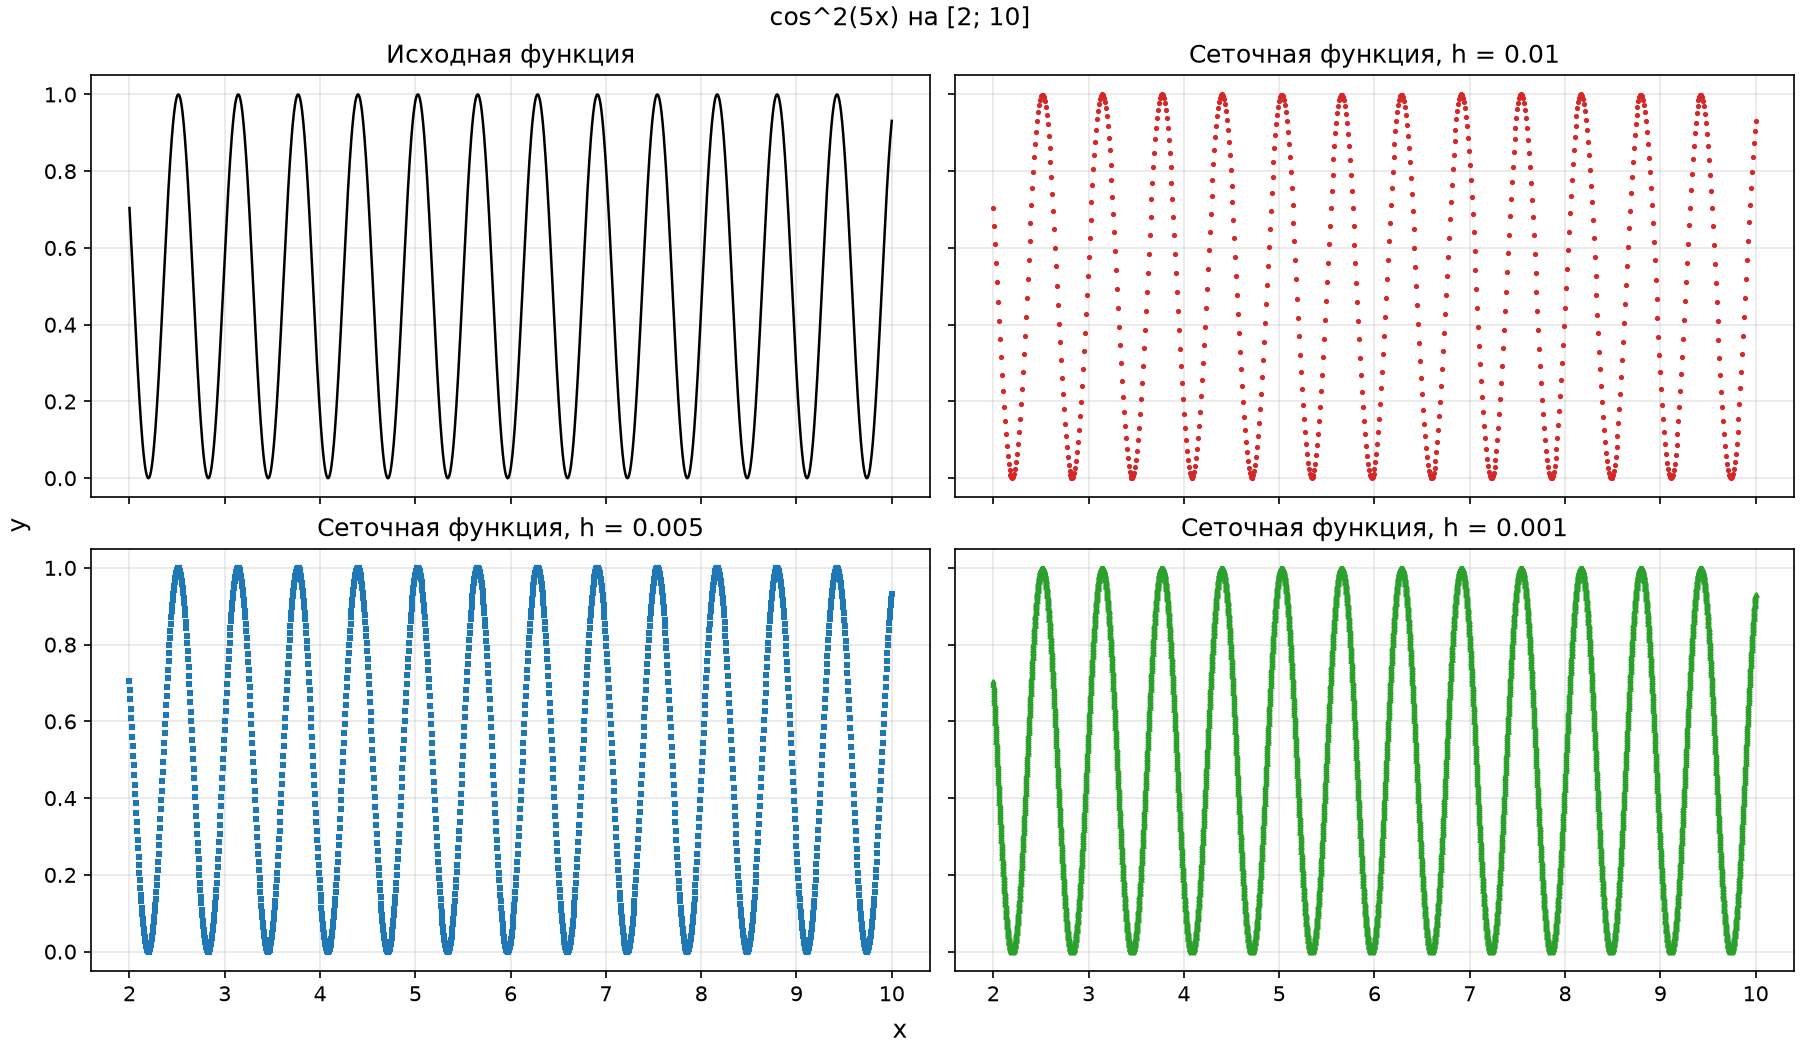 cos^2(5x) на [2; 10]
Исходная функция
1.0
0.8
0.6
0.4
0.2
0.0
Сеточная функция, h = 0.01
y
Сеточная функция, h = 0.005
1.0
0.8
0.6
0.4
0.2
0.0
2 3 4 5 6 7 8 9 10
Сеточная функция, h = 0.001
2 3 4 5 6 7 8 9 10
x